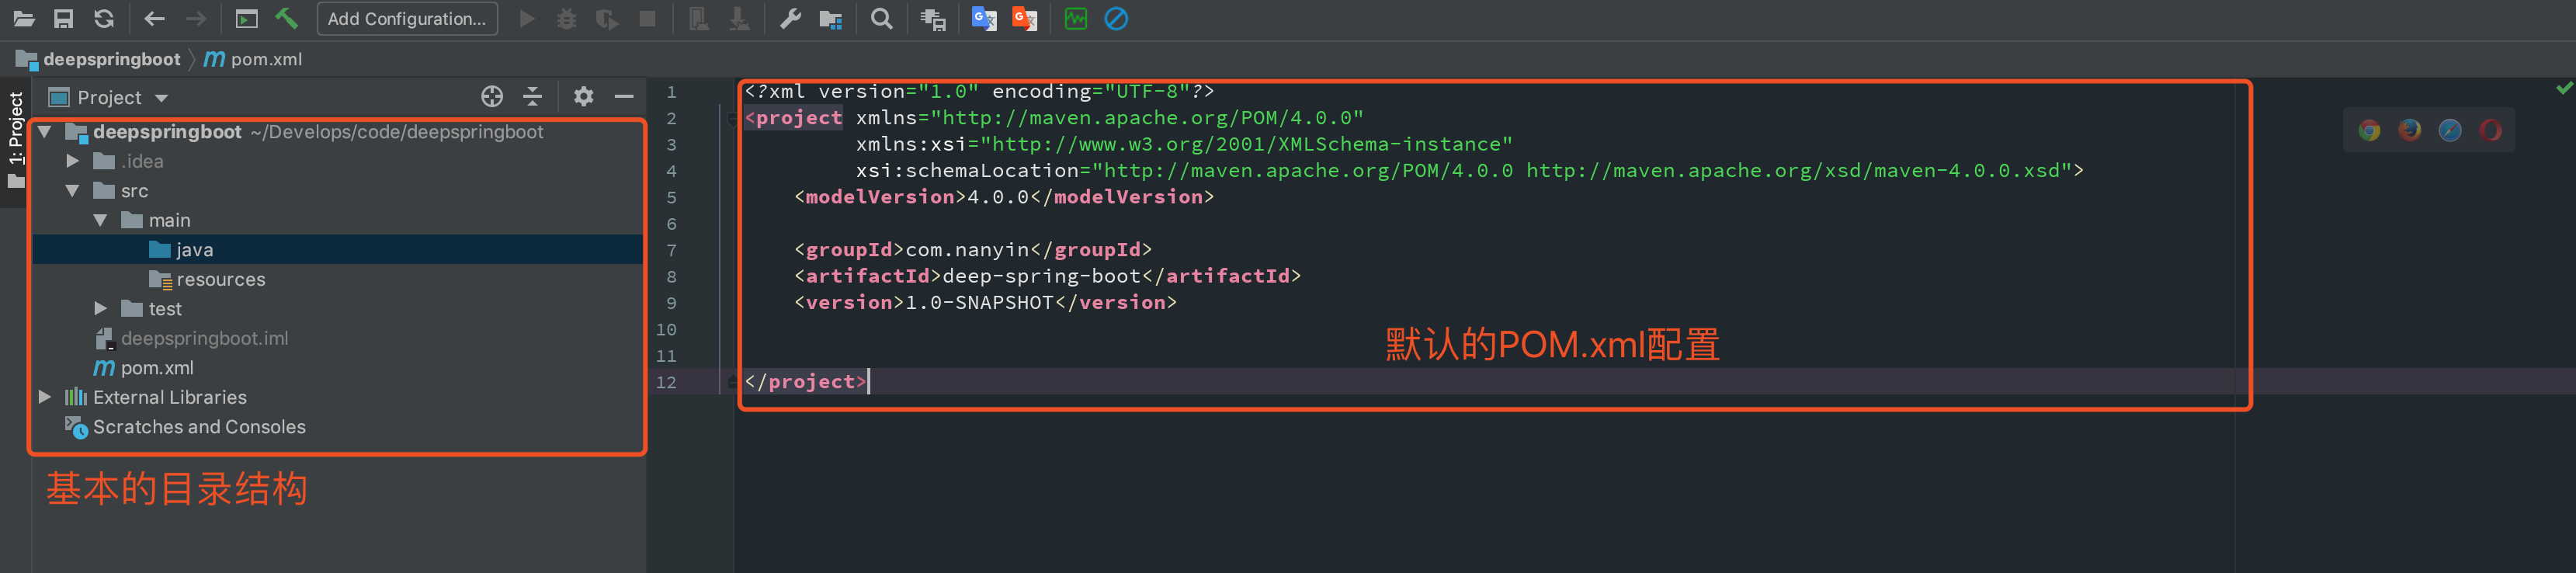 Add Configuration...
deepspringboot
pom.xml
1: Project
Project
deepspringboot ~/Develops/code/deepspringboot
.idea
src
main
java
resources
test
deepspringboot.iml
pom.xml
External Libraries
Scratches and Consoles
基本的目录结构
1 <?xml version="1.0" encoding="UTF-8"?>
2 <project xmlns="http://maven.apache.org/POM/4.0.0"
3 xmlns:xsi="http://www.w3.org/2001/XMLSchema-instance"
4 xsi:schemaLocation="http://maven.apache.org/POM/4.0.0 http://maven.apache.org/xsd/maven-4.0.0.xsd">
5 <modelVersion>4.0.0</modelVersion>
6
7 <groupId>com.nanyin</groupId>
8 <artifactId>deep-spring-boot</artifactId>
9 <version>1.0-SNAPSHOT</version>
10
11
默认的POM.xml配置
12 </project>